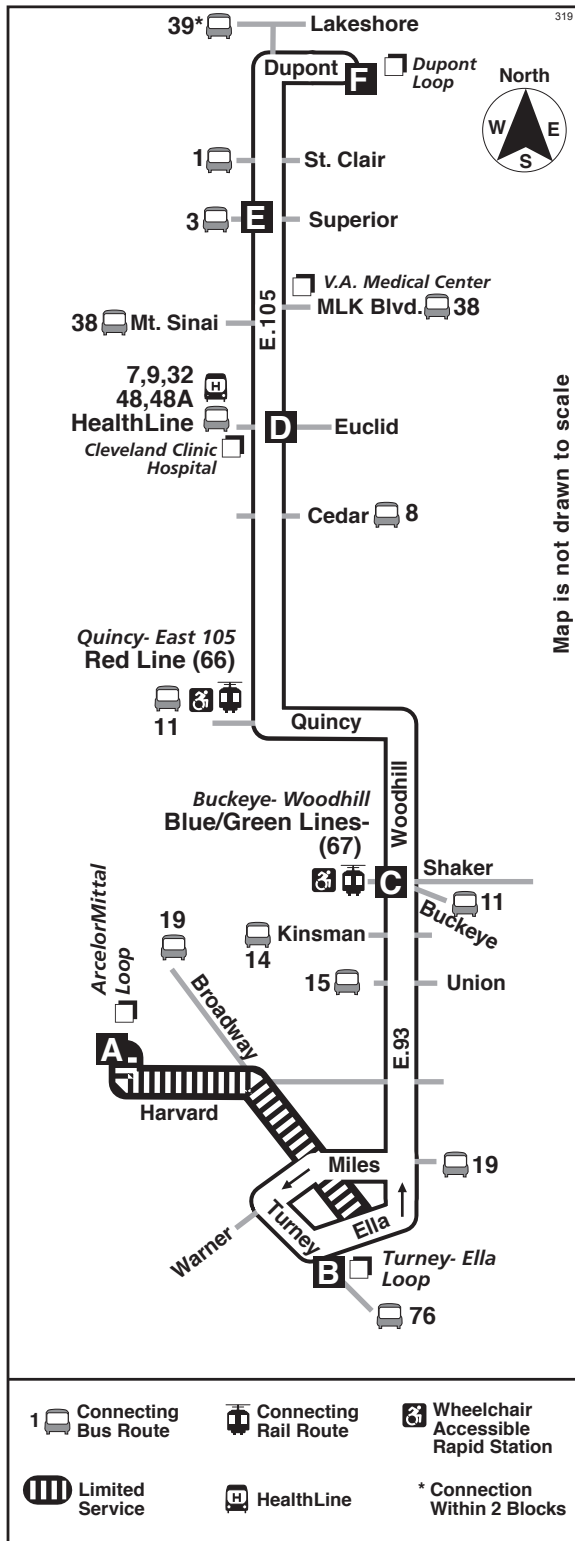 319
39* Lakeshore
Dupont
F
Dupont
Loop
North
W E
S
1 St. Clair
3 E Superior
V.A. Medical Center
MLK Blvd. 38
38 Mt. Sinai
E.105
7,9,32
48,48A
HealthLine
H
Cleveland Clinic
Hospital
D Euclid
Cedar 8
Map is not drawn to scale
Quincy- East 105
Red Line (66)
11
Quincy
Woodhill
Buckeye- Woodhill
Blue/Green Lines-
(67)
C
Shaker
Buckeye
11
Kinsman
14
15 Union
19
Broadway
ArcelorMittal
Loop
A
Harvard
E.93
Miles
19
Turney
Ella
Warner
B
Turney- Ella
Loop
76
1 Connecting
Bus Route
Connecting
Rail Route
Wheelchair
Accessible
Rapid Station
Limited
Service
H HealthLine
* Connection
Within 2 Blocks